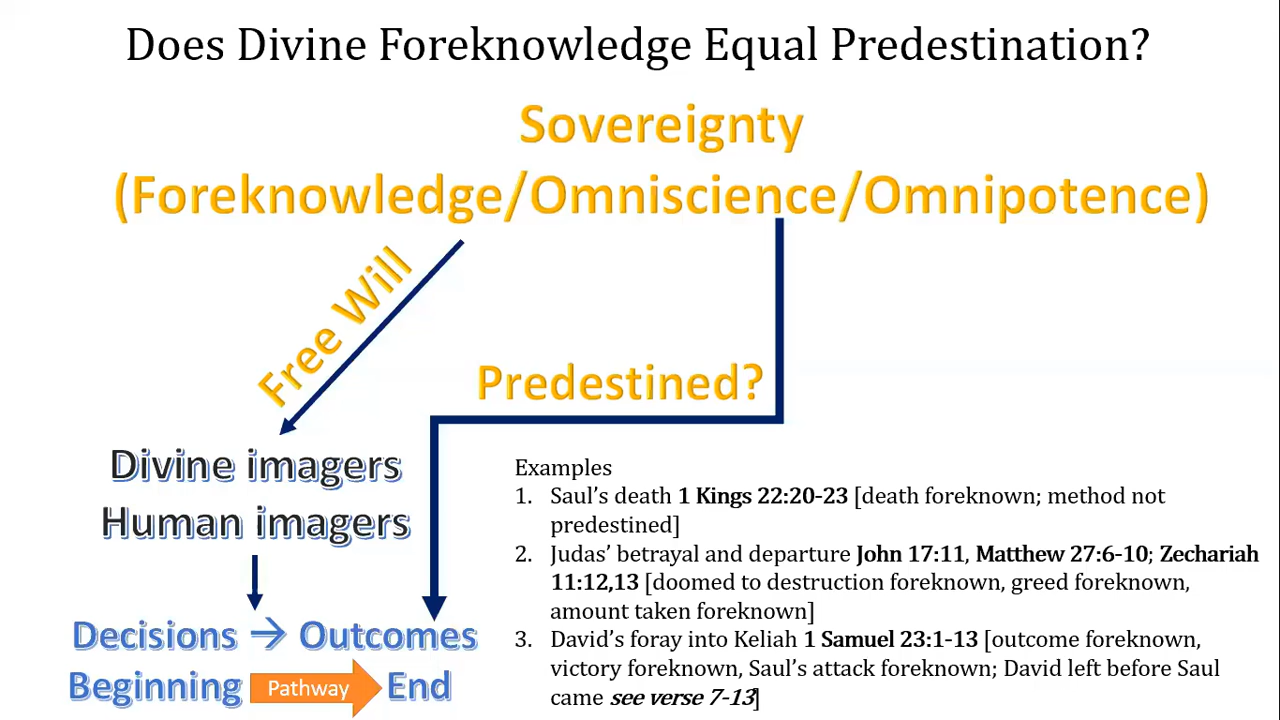 Does Divine Foreknowledge Equal Predestination?
Sovereignty
(Foreknowledge/Omniscience/Omnipotence)
Free Will
Predestined?
Divine imagers
Human imagers
Decisions → Outcomes
Beginning Pathway End
Examples
1. Saul’s death 1 Kings 22:20-23 [death foreknown; method not
predestined]
2. Judas’ betrayal and departure John 17:11, Matthew 27:6-10; Zechariah
11:12,13 [doomed to destruction foreknown, greed foreknown,
amount taken foreknown]
3. David’s foray into Keliah 1 Samuel 23:1-13 [outcome foreknown,
victory foreknown, Saul’s attack foreknown; David left before Saul
came see verse 7-13]